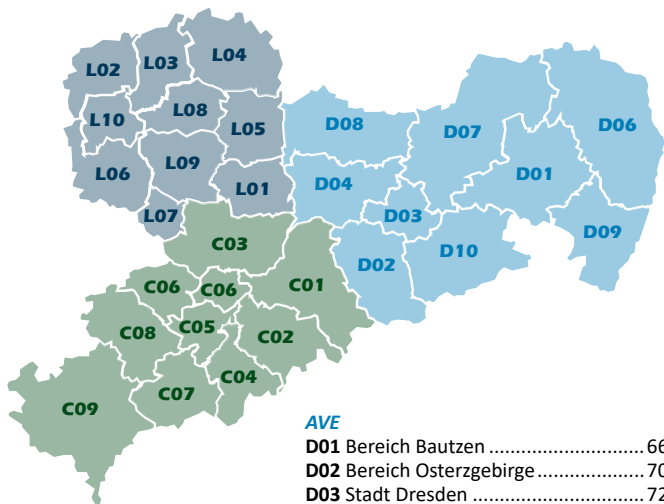 L02
L03
L04
L10
L08
L05
L06
L09
L01
L07
D08
D07
D06
D04
D01
D03
D02
D10
D09
C03
C06
C06
C01
C08
C05
C02
C09
C07
C04
AVE
D01 Bereich Bautzen ............................ 66
D02 Bereich Osterzgebirge ................... 70
D03 Stadt Dresden ............................... 72